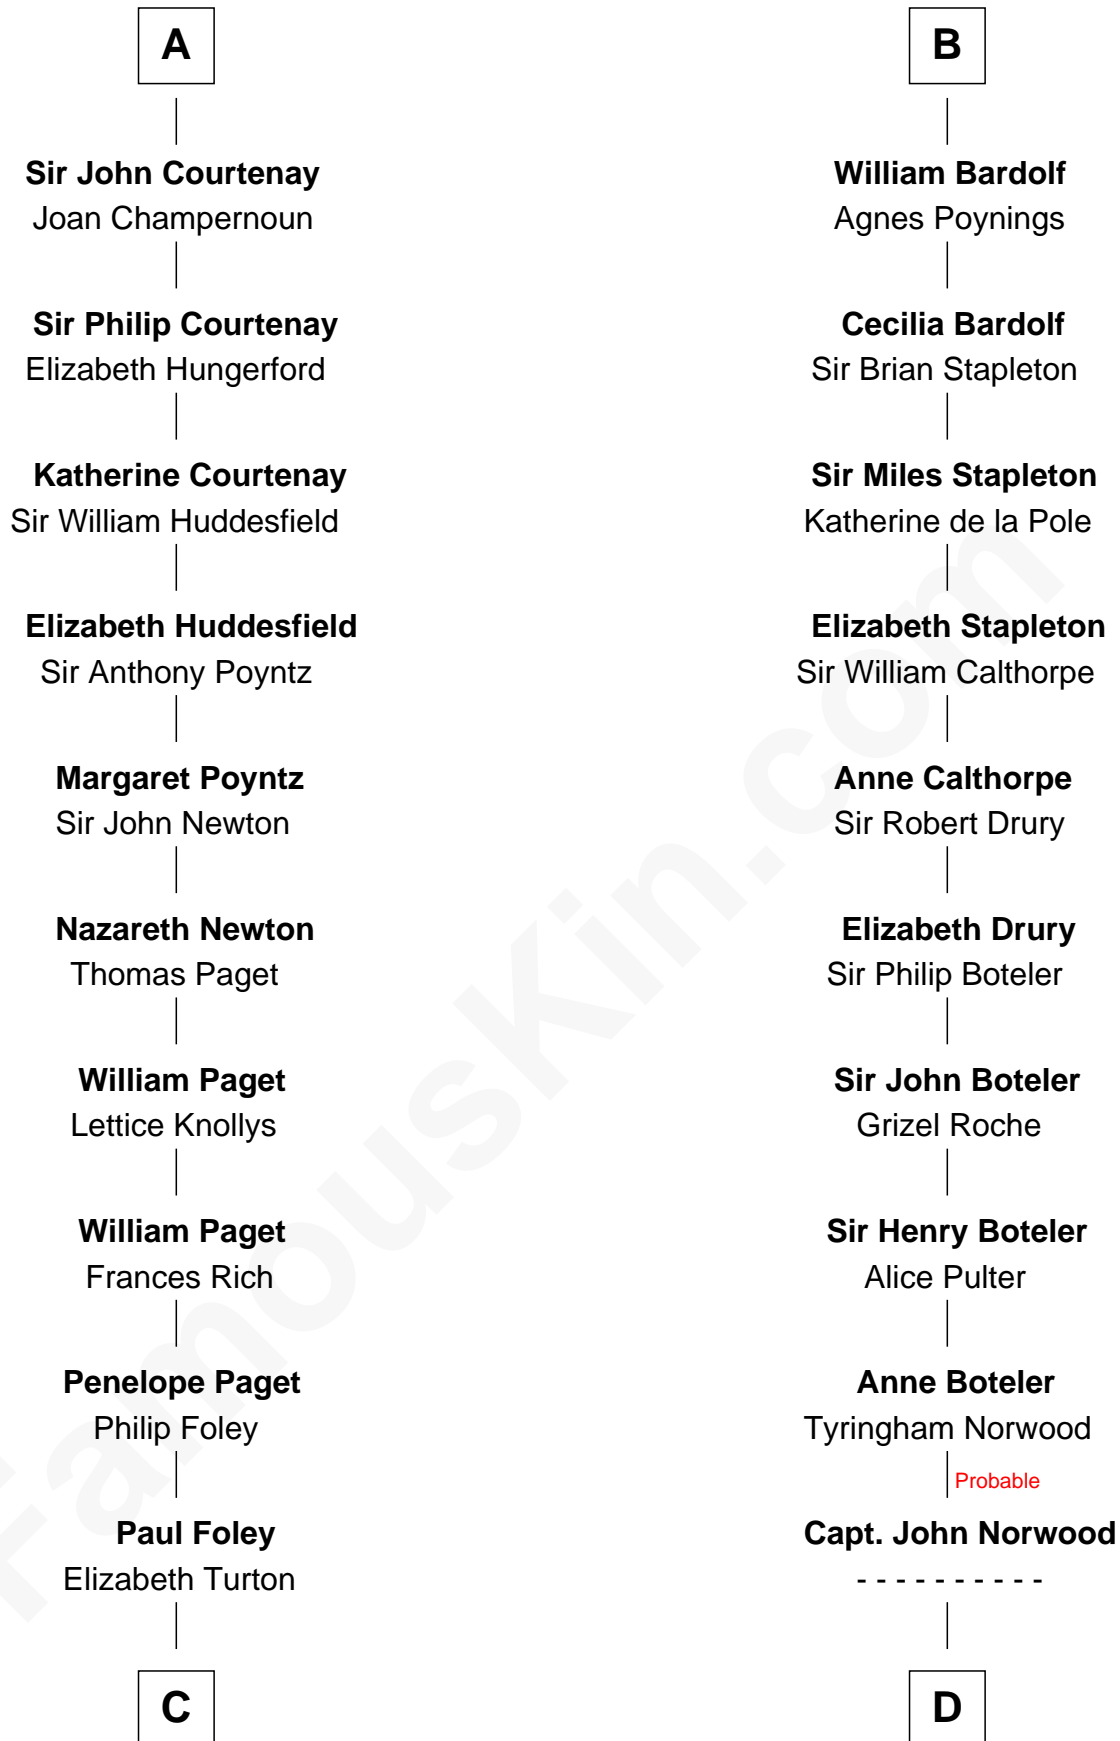 A
Sir John Courtenay
Joan Champernoun
Sir Philip Courtenay
Elizabeth Hungerford
Katherine Courtenay
Sir William Huddesfield
Elizabeth Huddesfield
Sir Anthony Poyntz
Margaret Poyntz
Sir John Newton
Nazareth Newton
Thomas Paget
William Paget
Lettice Knollys
William Paget
Frances Rich
Penelope Paget
Philip Foley
Paul Foley
Elizabeth Turton
C
B
William Bardolf
Agnes Poynings
Cecilia Bardolf
Sir Brian Stapleton
Sir Miles Stapleton
Katherine de la Pole
Elizabeth Stapleton
Sir William Calthorpe
Anne Calthorpe
Sir Robert Drury
Elizabeth Drury
Sir Philip Boteler
Sir John Boteler
Grizel Roche
Sir Henry Boteler
Alice Pulter
Anne Boteler
Tyringham Norwood
Probable
Capt. John Norwood
- - - - - - - - - -
D
FamousKin.com